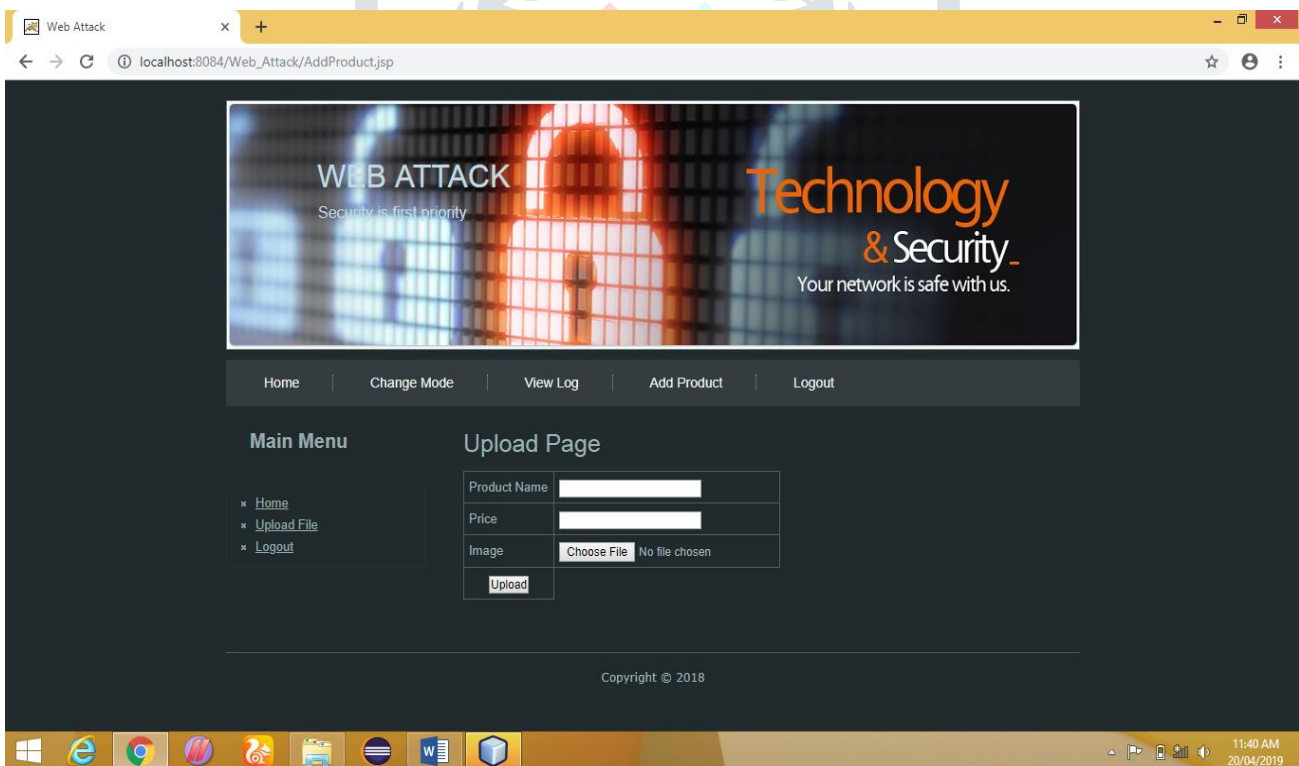 Web Attack
localhost:8084/Web_Attack/AddProduct.jsp
WEB ATTACK
Security is first priority
Technology
& Security_
Your network is safe with us.
Home Change Mode View Log Add Product Logout
Main Menu
Home
Upload File
Logout
Upload Page
Product Name
Price
Image Choose File No file chosen
Upload
Copyright © 2018
11:40 AM
20/04/2019